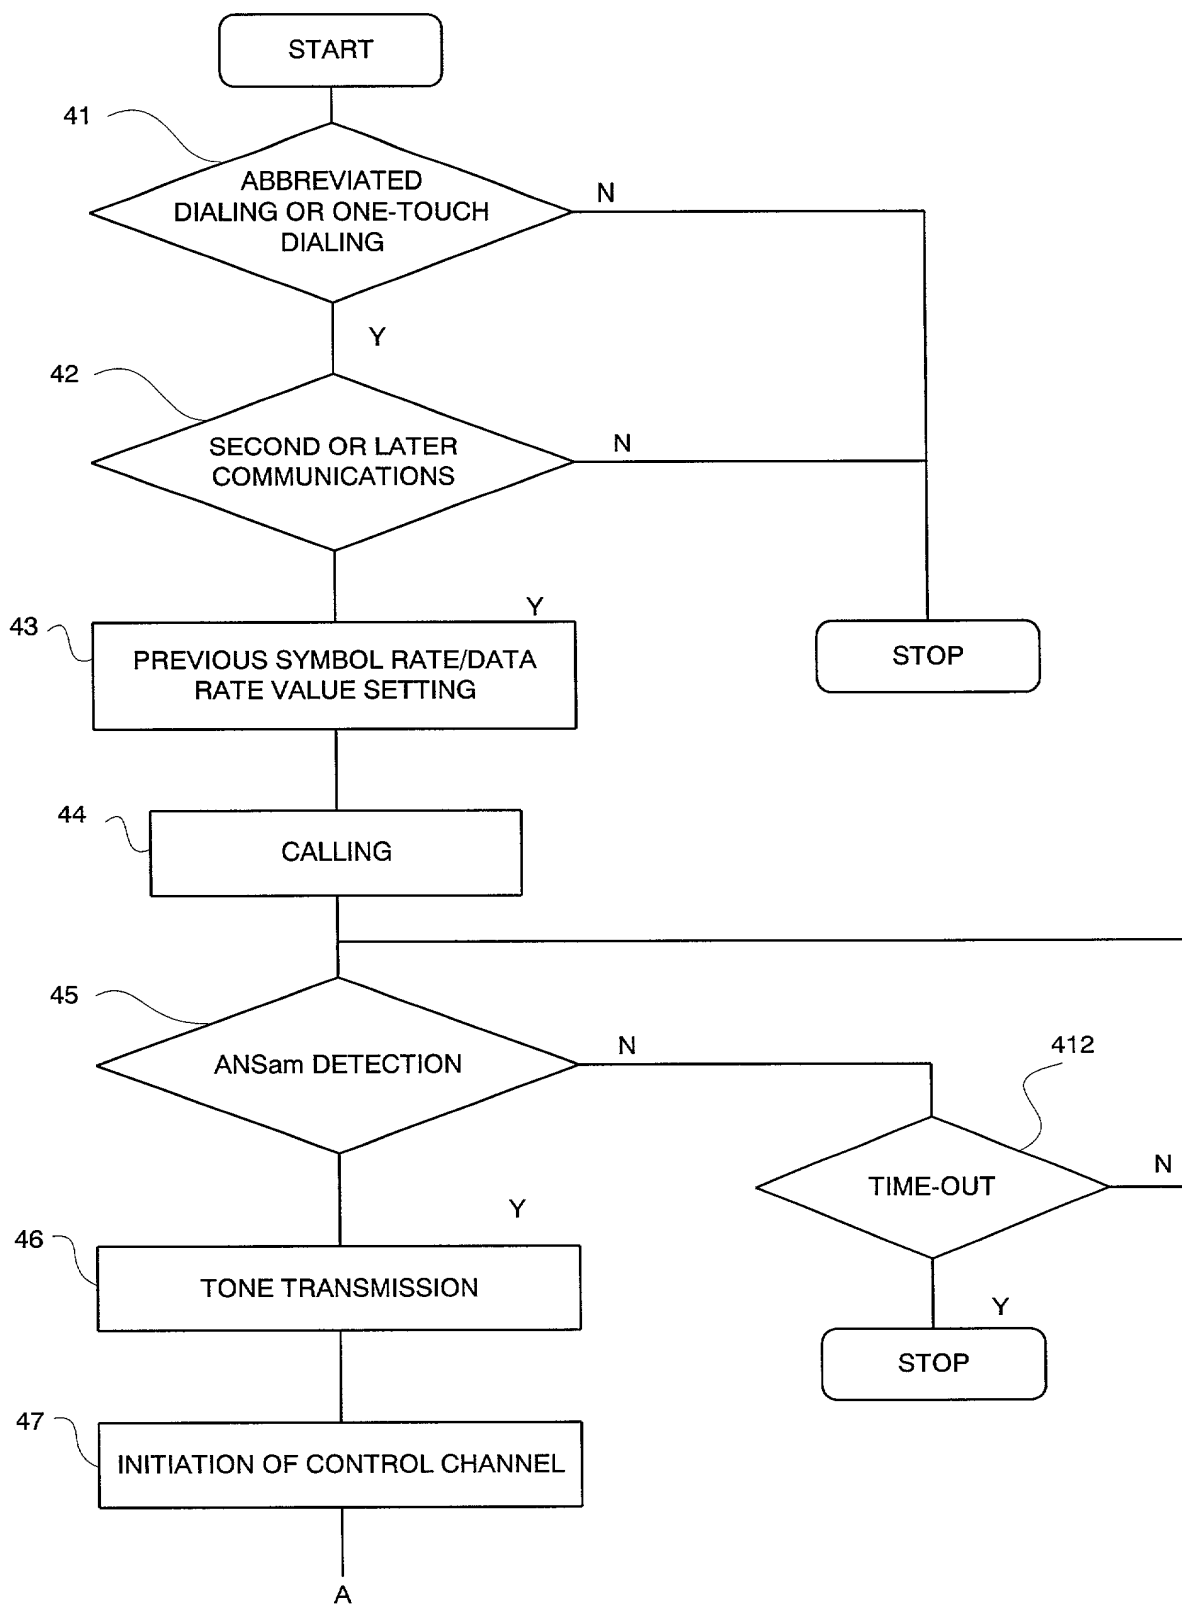 START
41
ABBREVIATED
DIALING OR ONE-TOUCH
DIALING
N
Y
42
SECOND OR LATER
COMMUNICATIONS
N
Y
43
PREVIOUS SYMBOL RATE/DATA
RATE VALUE SETTING
STOP
44
CALLING
45
ANSam DETECTION
N
412
TIME-OUT
N
Y
46
TONE TRANSMISSION
Y
STOP
47
INITIATION OF CONTROL CHANNEL
A